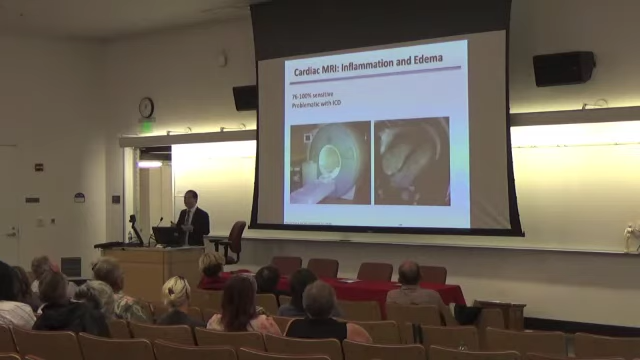 Cardiac MRI: Inflammation and Edema
76-100% sensitive
Problematic with ICD